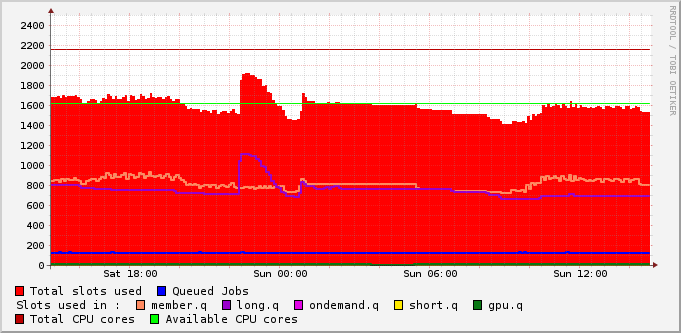 2400
2200
2000
1800
1600
1400
1200
1000
800
600
400
200
0
Sat 18:00 Sun 00:00 Sun 06:00 Sun 12:00
RRDTOOL / TOBI OETIKER
Total slots used Queued Jobs
Slots used in : member.q long.q ondemand.q short.q gpu.q
Total CPU cores Available CPU cores